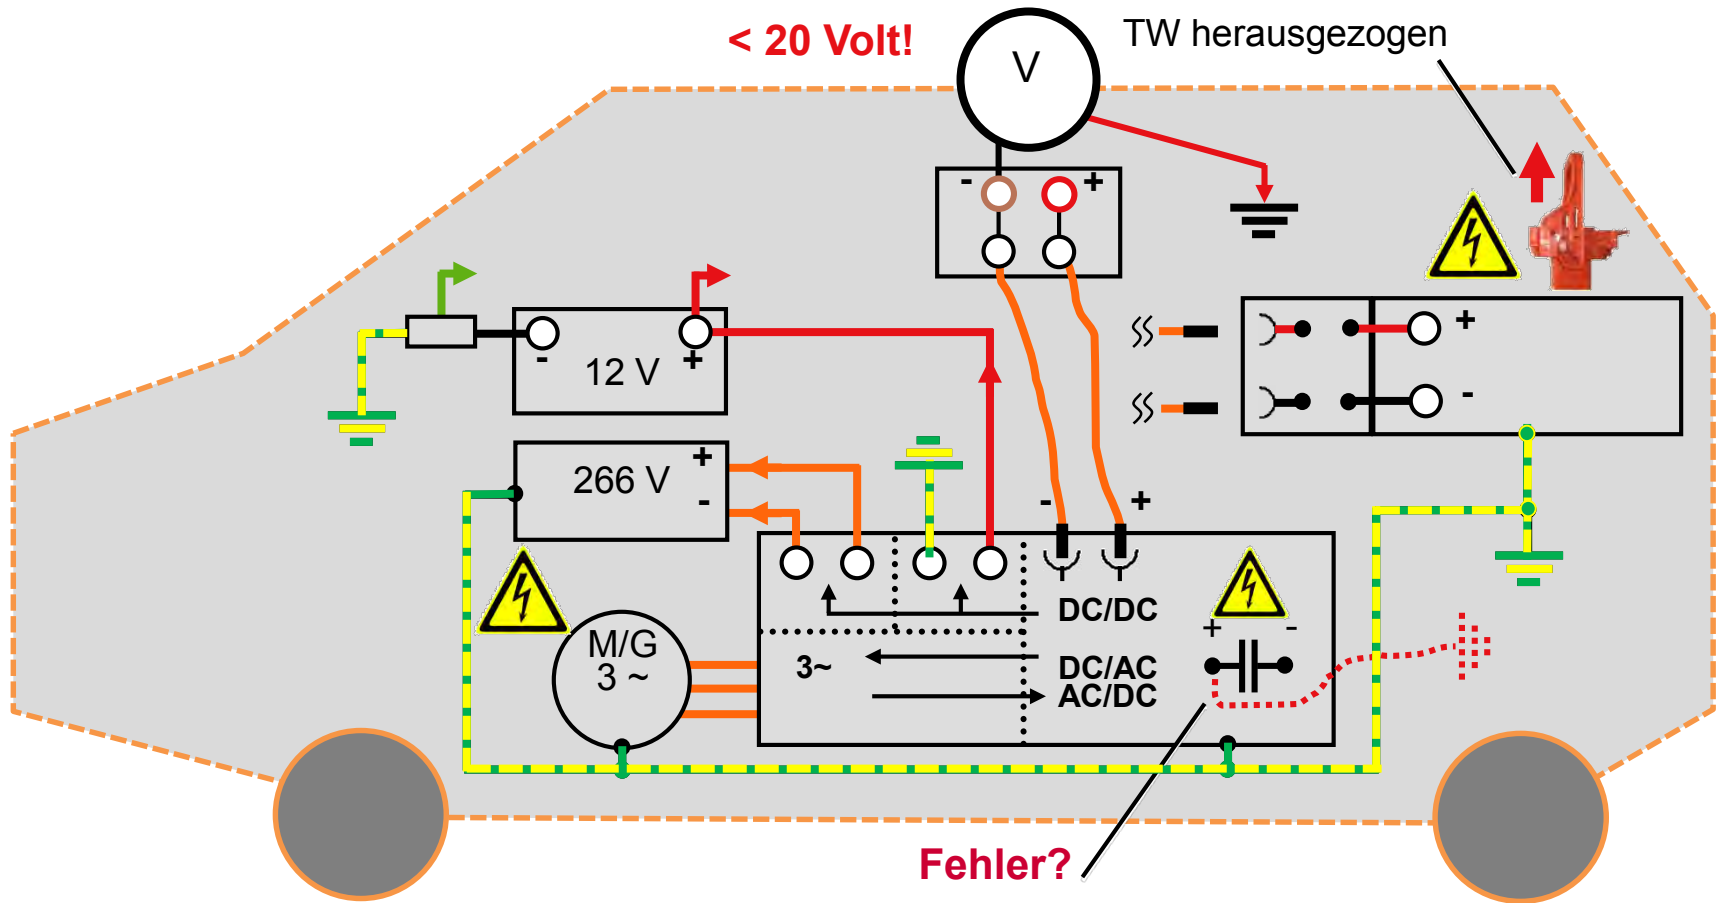 < 20 Volt!
V
TW herausgezogen
- +
+
-
- +
12 V
266 V
+
-
- +
DC/DC
+ -
M/G
3 ~
3~
DC/AC
AC/DC
Fehler?